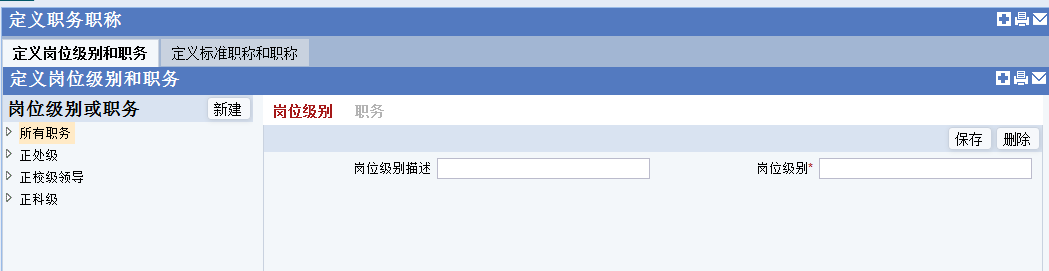 定义职务职称
定义岗位级别和职务 定义标准职称和职称
定义岗位级别和职务
岗位级别或职务 新建
所有职务
正处级
正校级领导
正科级
岗位级别 职务
保存 删除
岗位级别描述 岗位级别*